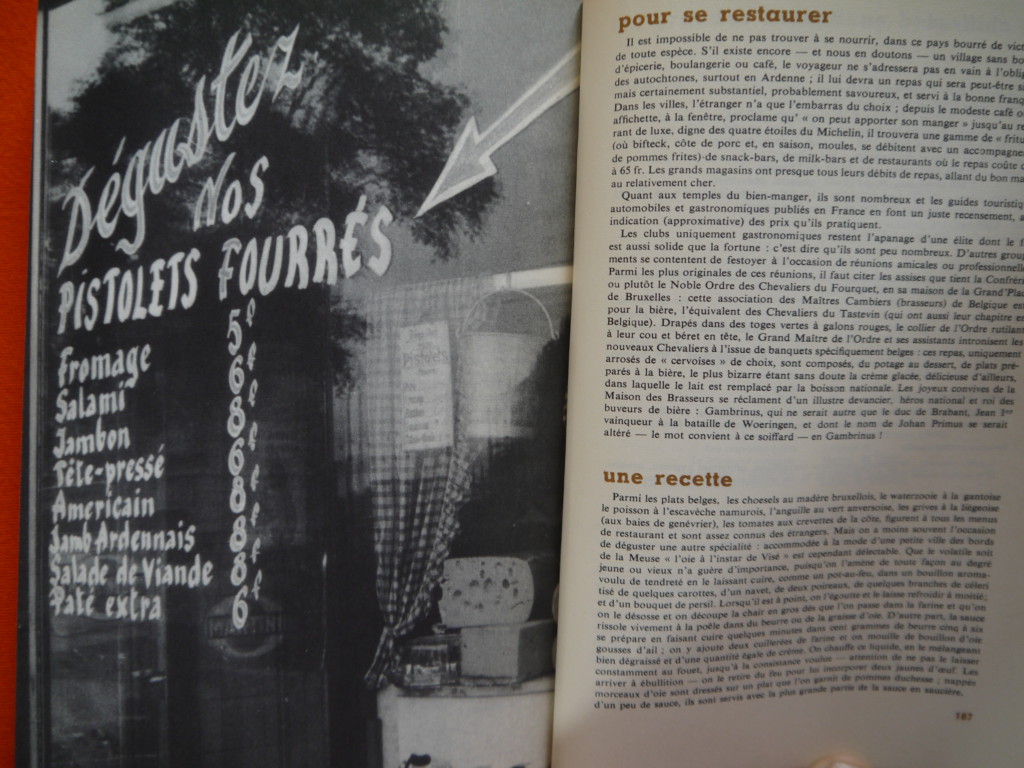 Dégustez
Nos
PISTOLETS FOURRÉS
Fromage 5 f
Salami 6 f
Jambon 8 f
Tête-pressé 6 f
Americain 8 f
Jamb Ardennais 8 f
Salade de Viande 8 f
Paté extra 6
MARTINI
pour se restaurer
Il est impossible de ne pas trouver à se nourrir, dans ce pays bourré de
de toute espèce. S'il existe encore — et nous en doutons — un village sans
d'épicerie, boulangerie ou café, le voyageur ne s'adressera pas en vain à
des autochtones, surtout en Ardenne ; il lui devra un repas qui sera peut-être
mais certainement substantiel, probablement savoureux, et servi à la bonne
Dans les villes, l'étranger n'a que l'embarras du choix ; depuis le modeste café
affichette, à la fenêtre, proclame qu' « on peut apporter son manger » jusqu'au
rant de luxe, digne des quatre étoiles du Michelin, il trouvera une gamme de «
(où bifteck, côte de porc et, en saison, moules, se débitent avec un
de pommes frites) de snack-bars, de milk-bars et de restaurants où le repas coûte
à 65 fr. Les grands magasins ont presque tous leurs débits de repas, allant du bon
au relativement cher.
Quant aux temples du bien-manger, ils sont nombreux et les guides
automobiles et gastronomiques publiés en France en font un juste recensement,
indication (approximative) des prix qu'ils pratiquent.
Les clubs uniquement gastronomiques restent l'apanage d'une élite dont le
est aussi solide que la fortune : c'est dire qu'ils sont peu nombreux. D'autres
ments se contentent de festoyer à l'occasion de réunions amicales ou
Parmi les plus originales de ces réunions, il faut citer les assises que tient la
ou plutôt le Noble Ordre des Chevaliers du Fourquet, en sa maison de la
de Bruxelles : cette association des Maîtres Cambiers (brasseurs) de Belgique
pour la bière, l'équivalent des Chevaliers du Tastevin (qui ont aussi leur chapitre
Belgique). Drapés dans des toges vertes à galons rouges, le collier de l'Ordre
à leur cou et béret en tête, le Grand Maître de l'Ordre et ses assistants intronisent les
nouveaux Chevaliers à l'issue de banquets spécifiquement belges : ces repas, uniquement
arrosés de « cervoises » de choix, sont composés, du potage au dessert, de plats pré-
parés à la bière, le plus bizarre étant sans doute la crème glacée, délicieuse d'ailleurs,
dans laquelle le lait est remplacé par la boisson nationale. Les joyeux convives de la
Maison des Brasseurs se réclament d'un illustre devancier, héros national et roi des
buveurs de bière : Gambrinus, qui ne serait autre que le duc de Brabant, Jean Ier
vainqueur à la bataille de Woeringen, et dont le nom de Johan Primus se serait
altéré — le mot convient à ce soiffard — en Gambrinus !
une recette
Parmi les plats belges, les choesels au madère bruxellois, le waterzooie à la gantoise
le poisson à l'escavèche namurois, l'anguille au vert anversoise, les grives à la liégeoise
(aux baies de genévrier), les tomates aux crevettes de la côte, figurent à tous les menus
de restaurant et sont assez connus des étrangers. Mais on a moins souvent l'occasion
de déguster une autre spécialité : accommodée à la mode d'une petite ville des bords
de la Meuse « l'oie à l'instar de Visé » est cependant délectable. Que le volatile soit
jeune ou vieux n'a guère d'importance, puisqu'on l'amène de toute façon au degré
voulu de tendreté en le laissant cuire, comme un pot-au-feu, dans un bouillon aroma-
tisé de quelques carottes, d'un navet, de deux poireaux, de quelques branches de céleri
et d'un bouquet de persil. Lorsqu'il est à point, on l'égoutte et le laisse refroidir à moitié;
on le désosse et on découpe la chair en gros dés que l'on passe dans la farine et qu'on
rissole vivement à la poêle dans du beurre ou de la graisse d'oie. D'autre part, la sauce
se prépare en faisant cuire quelques minutes dans cent grammes de beurre cinq à six
gousses d'ail ; on y ajoute deux cuillerées de farine et on mouille de bouillon d'oie
bien dégraissé et d'une quantité égale de crème. On chauffe ce liquide, en le mélangeant
constamment au fouet, jusqu'à la consistance voulue — attention de ne pas le laisser
arriver à ébullition — on le retire du feu pour lui incorporer deux jaunes d'œuf. Les
morceaux d'oie sont dressés sur un plat que l'on garnit de pommes duchesse ; nappés
d'un peu de sauce, ils sont servis avec la plus grande partie de la sauce en saucière.
187